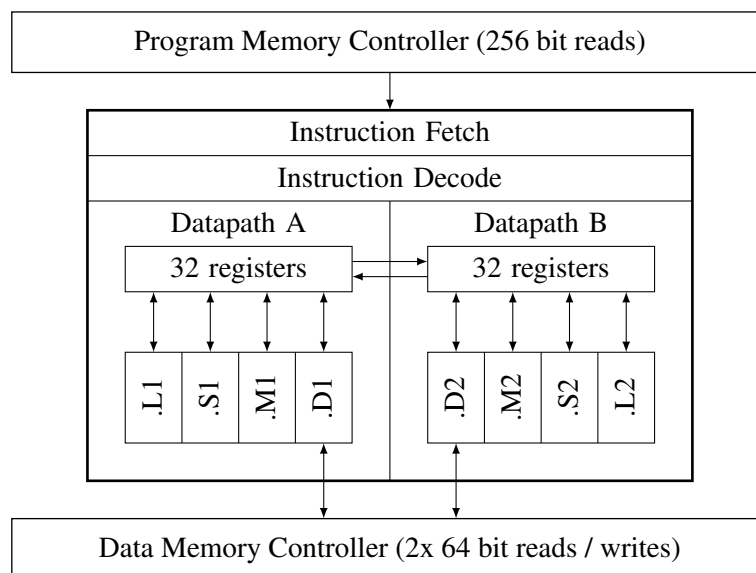 Program Memory Controller (256 bit reads)
Instruction Fetch
Instruction Decode
Datapath A
Datapath B
32 registers
32 registers
.L1
.S1
.M1
.D1
.D2
.M2
.S2
.L2
Data Memory Controller (2x 64 bit reads / writes)